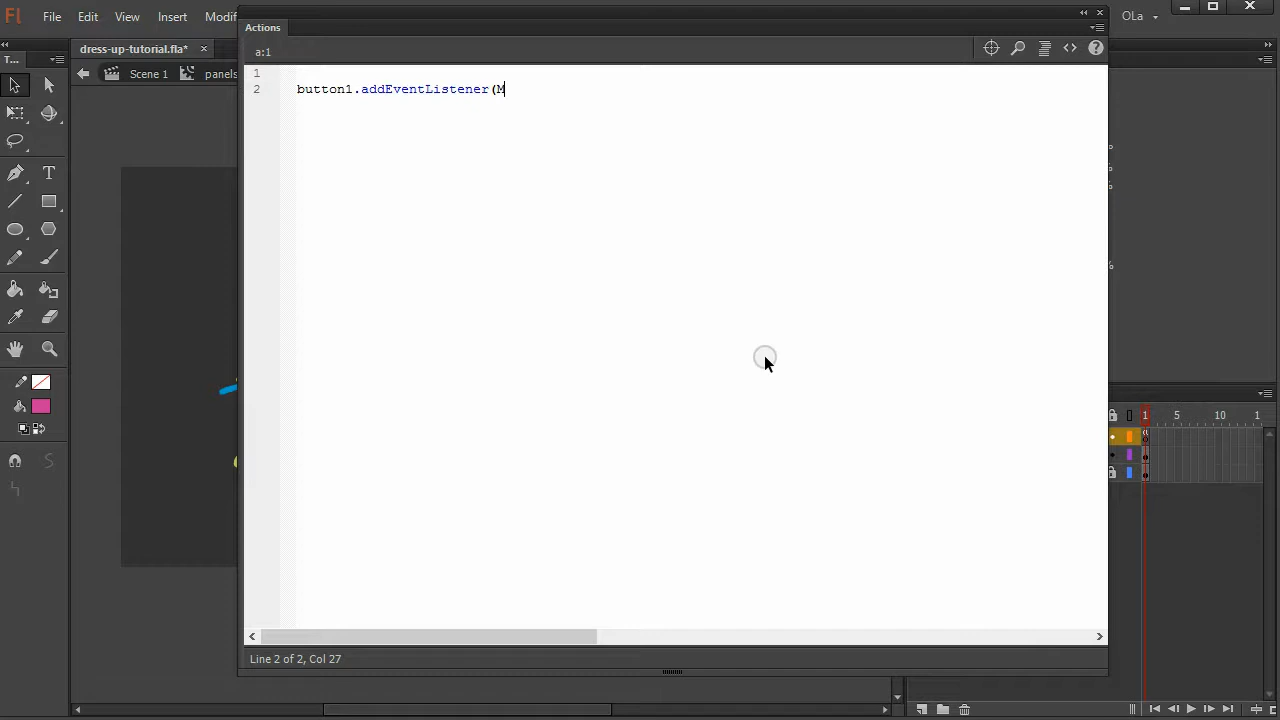 Fl File Edit View Insert Modif
OLa
Actions
dress-up-tutorial.fla* ×
T...
a:1
Scene 1 panels
1
2 button1.addEventListener(M
1 5 10 1
Line 2 of 2, Col 27